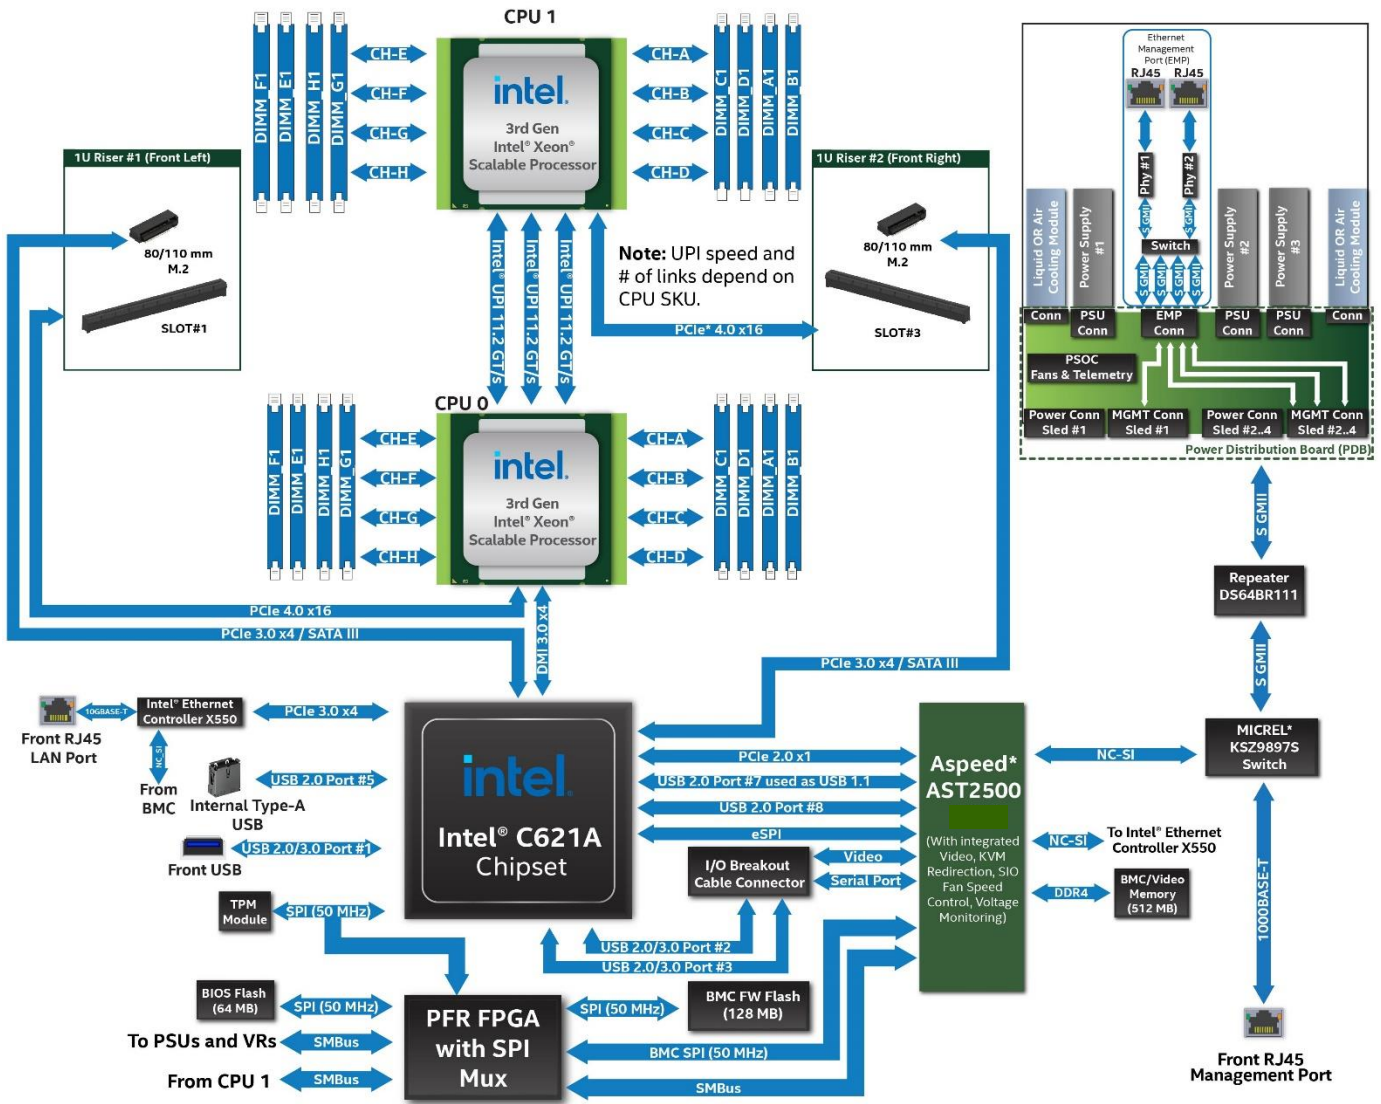 CPU 1
DIMM_F1
DIMM_E1
DIMM_H1
DIMM_G1
CH-E
CH-F
CH-G
CH-H
intel.
3rd Gen
Intel® Xeon®
Scalable Processor
CH-A
CH-B
CH-C
CH-D
DIMM_C1
DIMM_D1
DIMM_A1
DIMM_B1
1U Riser #1 (Front Left)
80/110 mm
M.2
SLOT#1
1U Riser #2 (Front Right)
80/110 mm
M.2
SLOT#3
Intel® UPI 11.2 GT/s
Intel® UPI 11.2 GT/s
Intel® UPI 11.2 GT/s
Note: UPI speed and
# of links depend on
CPU SKU.
PCIe* 4.0 x16
CPU 0
DIMM_F1
DIMM_E1
DIMM_H1
DIMM_G1
CH-E
CH-F
CH-G
CH-H
intel.
3rd Gen
Intel® Xeon®
Scalable Processor
CH-A
CH-B
CH-C
CH-D
DIMM_C1
DIMM_D1
DIMM_A1
DIMM_B1
PCIe 4.0 x16
PCIe 3.0 x4 / SATA III
DMI 3.0 x4
PCIe 3.0 x4 / SATA III
Ethernet
Management
Port (EMP)
RJ45
RJ45
Phy #1
Phy #2
S GMII
S GMII
Switch
S GMII
S GMII
S GMII
S GMII
Liquid OR Air
Cooling Module
Power Supply
#1
Power Supply
#2
Power Supply
#3
Liquid OR Air
Cooling Module
Conn
PSU
Conn
EMP
Conn
PSU
Conn
PSU
Conn
Conn
PSOC
Fans & Telemetry
Power Conn
Sled #1
MGMT Conn
Sled #1
Power Conn
Sled #2..4
MGMT Conn
Sled #2..4
Power Distribution Board (PDB)
S GMII
Repeater
DS64BR111
S GMII
MICREL*
KSZ9897S
Switch
1000BASE-T
Front RJ45
Management Port
Front RJ45
LAN Port
10GBASE-T
Intel® Ethernet
Controller X550
PCIe 3.0 x4
NC_SI
From
BMC
Internal Type-A
USB
USB 2.0 Port #5
Front USB
USB 2.0/3.0 Port #1
TPM
Module
SPI (50 MHz)
intel.
Intel® C621A
Chipset
PCIe 2.0 x1
USB 2.0 Port #7 used as USB 1.1
USB 2.0 Port #8
eSPI
I/O Breakout
Cable Connector
Video
Serial Port
USB 2.0/3.0 Port #2
USB 2.0/3.0 Port #3
Aspeed*
AST2500
(With integrated
Video, KVM
Redirection, SIO
Fan Speed
Control, Voltage
Monitoring)
NC-SI
NC-SI
To Intel® Ethernet
Controller X550
DDR4
BMC/Video
Memory
(512 MB)
BIOS Flash
(64 MB)
SPI (50 MHz)
To PSUs and VRs
SMBus
From CPU 1
SMBus
PFR FPGA
with SPI
Mux
SPI (50 MHz)
BMC FW Flash
(128 MB)
BMC SPI (50 MHz)
SMBus